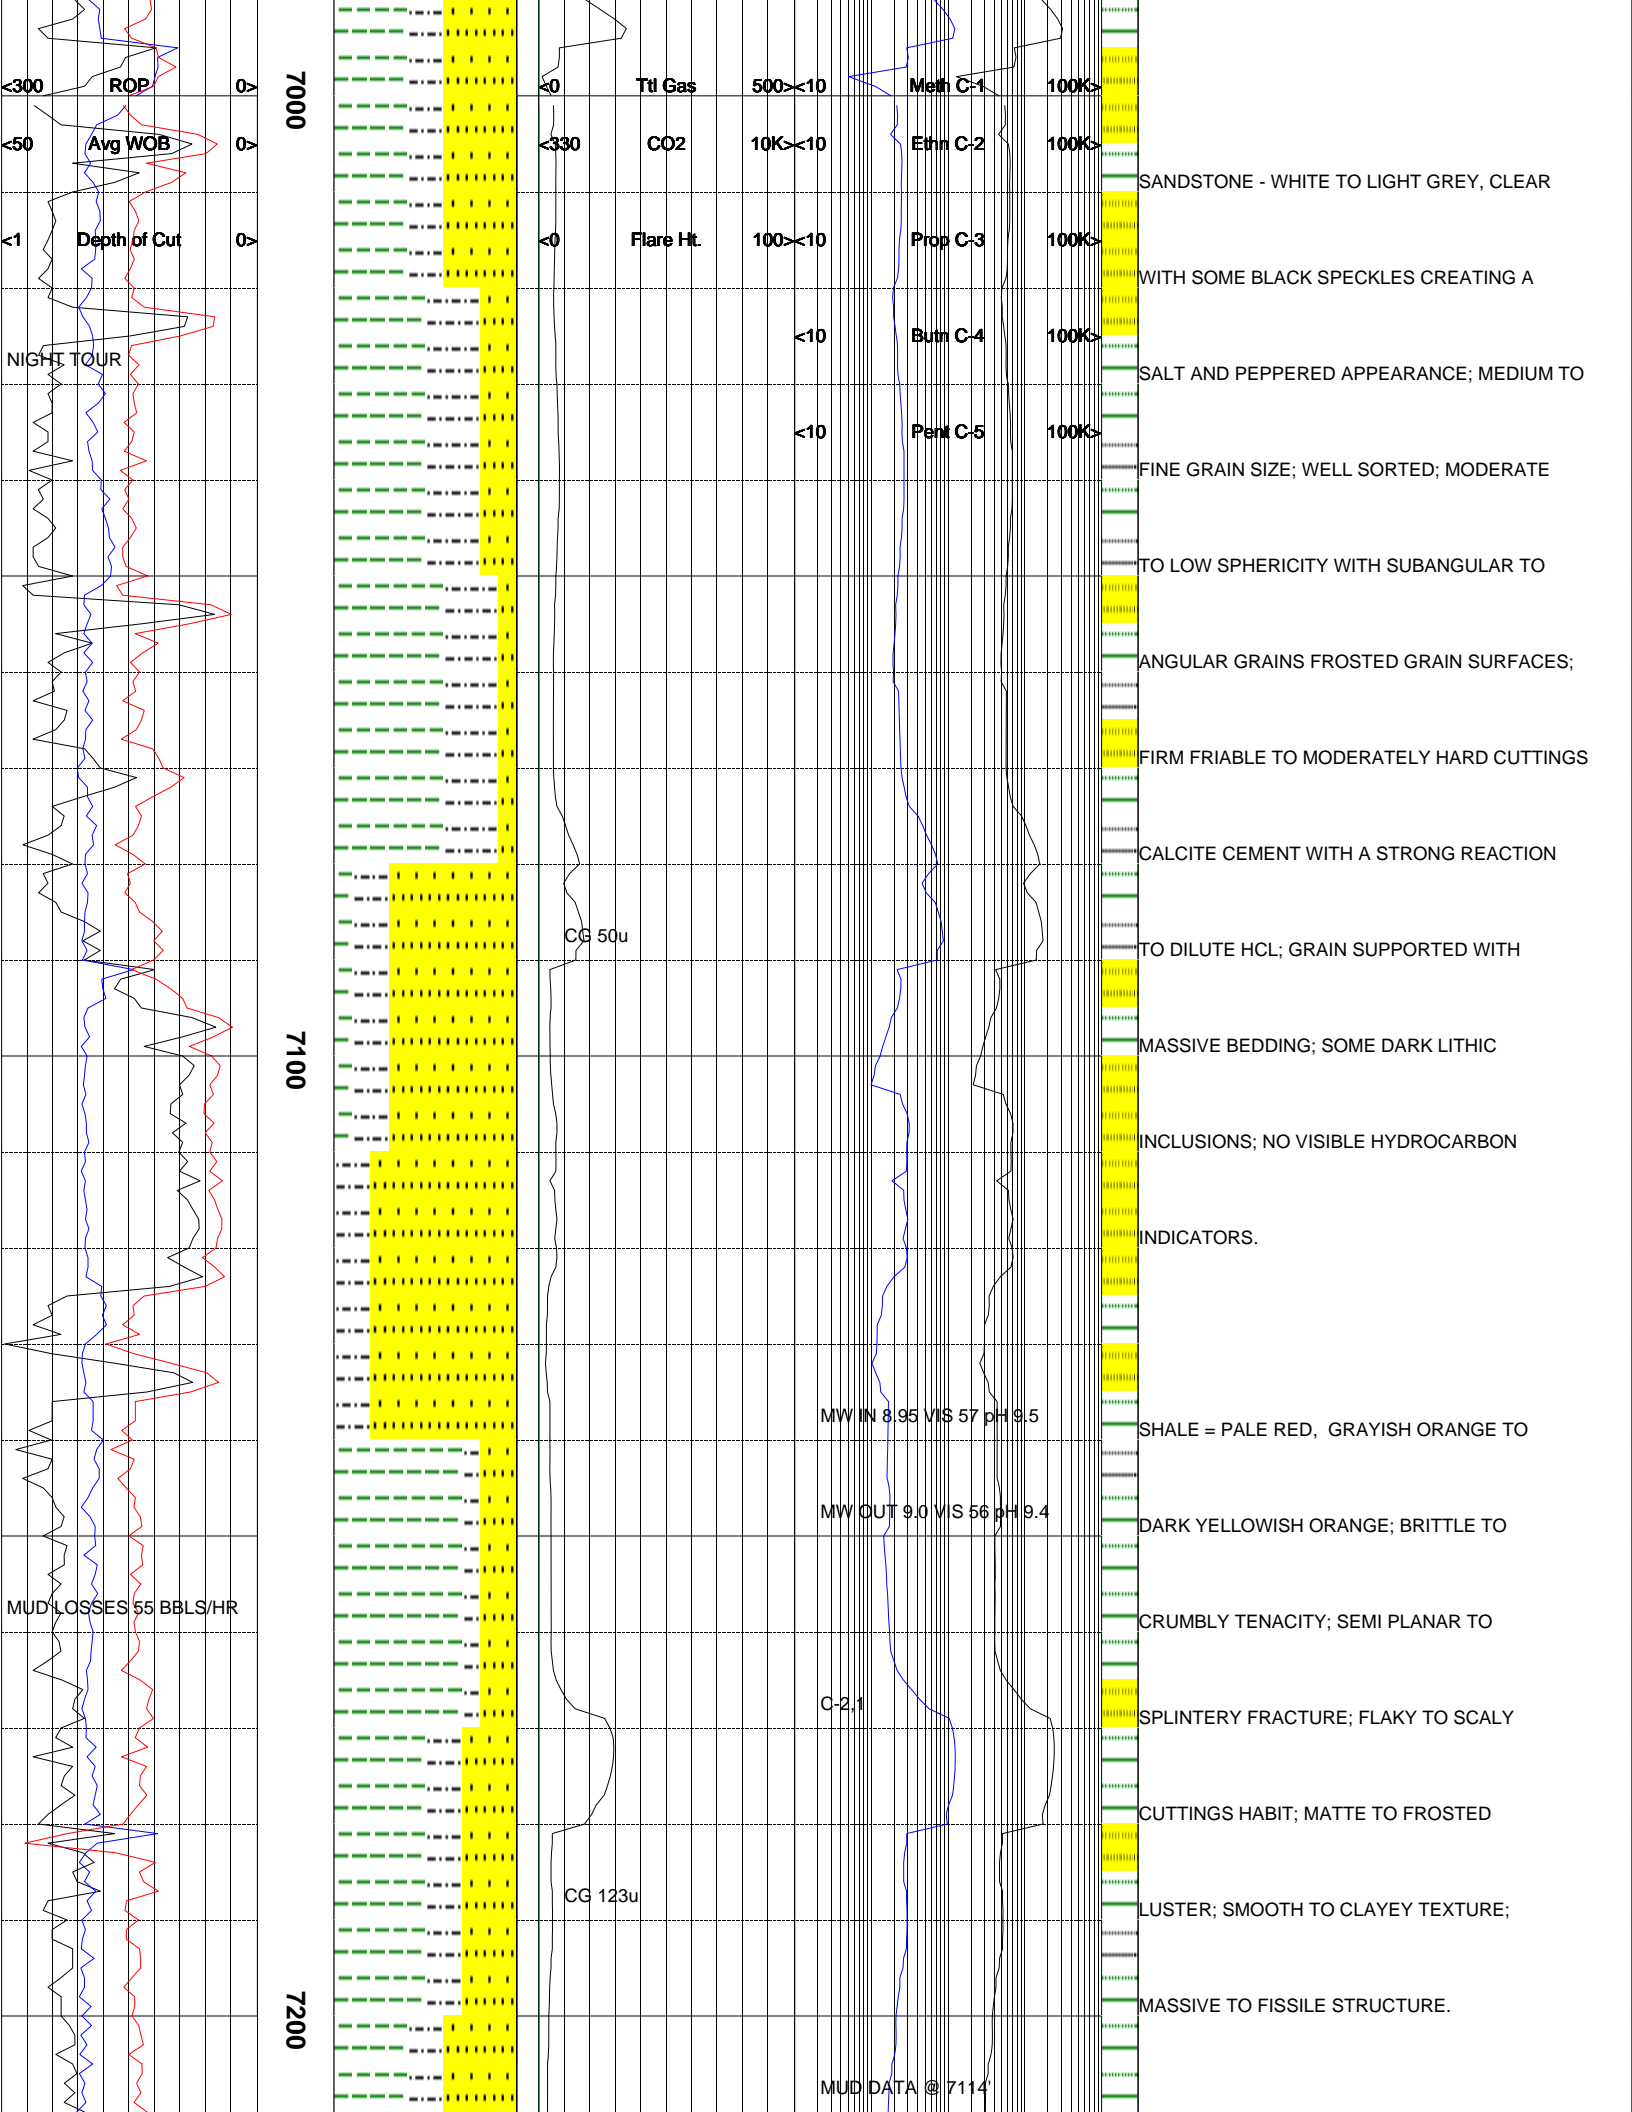 <300 ROP 0>
<0 Ttl Gas 500>
<10 Meth C-1 100K>
7000
<50 Avg WOB 0>
<330 CO2 10K>
<10 Ethn C-2 100K>
SANDSTONE - WHITE TO LIGHT GREY, CLEAR
<1 Depth of Cut 0>
<0 Flare Ht. 100>
<10 Prop C-3 100K>
WITH SOME BLACK SPECKLES CREATING A
<10 Butn C-4 100K>
NIGHT TOUR
SALT AND PEPPERED APPEARANCE; MEDIUM TO
<10 Pent C-5 100K>
FINE GRAIN SIZE; WELL SORTED; MODERATE
TO LOW SPHERICITY WITH SUBANGULAR TO
ANGULAR GRAINS FROSTED GRAIN SURFACES;
FIRM FRIABLE TO MODERATELY HARD CUTTINGS
CALCITE CEMENT WITH A STRONG REACTION
CG 50u
TO DILUTE HCL; GRAIN SUPPORTED WITH
7100
MASSIVE BEDDING; SOME DARK LITHIC
INCLUSIONS; NO VISIBLE HYDROCARBON
INDICATORS.
MW IN 8.95 VIS 57 pH 9.5
SHALE = PALE RED, GRAYISH ORANGE TO
MW OUT 9.0 VIS 56 pH 9.4
DARK YELLOWISH ORANGE; BRITTLE TO
MUD LOSSES 55 BBLS/HR
CRUMBLY TENACITY; SEMI PLANAR TO
C-2,1
SPLINTERY FRACTURE; FLAKY TO SCALY
CUTTINGS HABIT; MATTE TO FROSTED
CG 123u
LUSTER; SMOOTH TO CLAYEY TEXTURE;
7200
MASSIVE TO FISSILE STRUCTURE.
MUD DATA @ 7114'